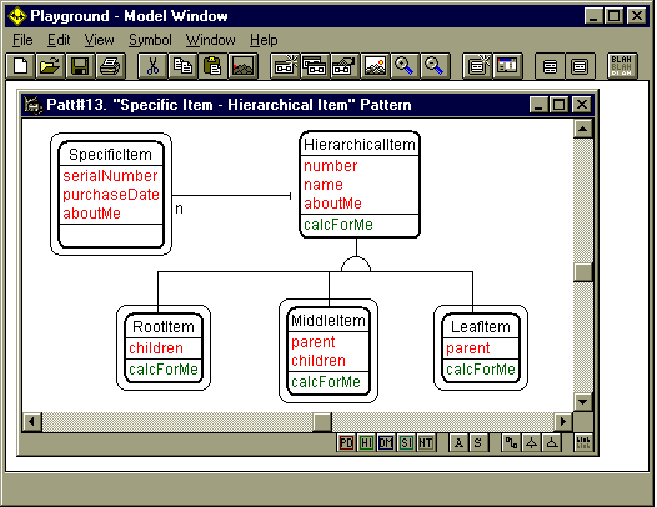 Playground - Model Window
File Edit View Symbol Window Help
BLAH
BLAH
Patt#13. "Specific Item - Hierarchical Item" Pattern
SpecificItem
serialNumber
purchaseDate
aboutMe
n
HierarchicalItem
number
name
aboutMe
calcForMe
RootItem
children
calcForMe
MiddleItem
parent
children
calcForMe
LeafItem
parent
calcForMe
PD HI DM SI NT A S